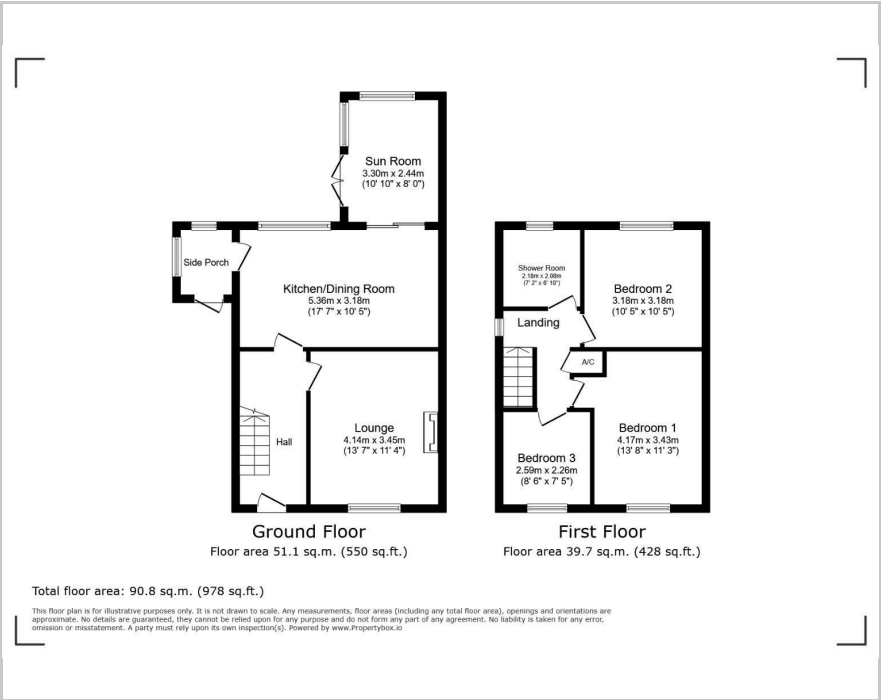 Sun Room
3.30m x 2.44m
(10' 10" x 8' 0")
Side Porch
Kitchen/Dining Room
5.36m x 3.18m
(17' 7" x 10' 5")
Hall
Lounge
4.14m x 3.45m
(13' 7" x 11' 4")
Ground Floor
Floor area 51.1 sq.m. (550 sq.ft.)
Shower Room
2.18m x 2.08m
(7' 2" x 6' 10")
Bedroom 2
3.18m x 3.18m
(10' 5" x 10' 5")
Landing
A/C
Bedroom 1
4.17m x 3.43m
(13' 8" x 11' 3")
Bedroom 3
2.59m x 2.26m
(8' 6" x 7' 5")
First Floor
Floor area 39.7 sq.m. (428 sq.ft.)
Total floor area: 90.8 sq.m. (978 sq.ft.)
This floor plan is for illustrative purposes only. It is not drawn to scale. Any measurements, floor areas (including any total floor area), openings and orientations are
approximate. No details are guaranteed, they cannot be relied upon for any purpose and do not form any part of any agreement. No liability is taken for any error,
omission or misstatement. A party must rely upon its own inspection(s). Powered by www.Propertybox.io